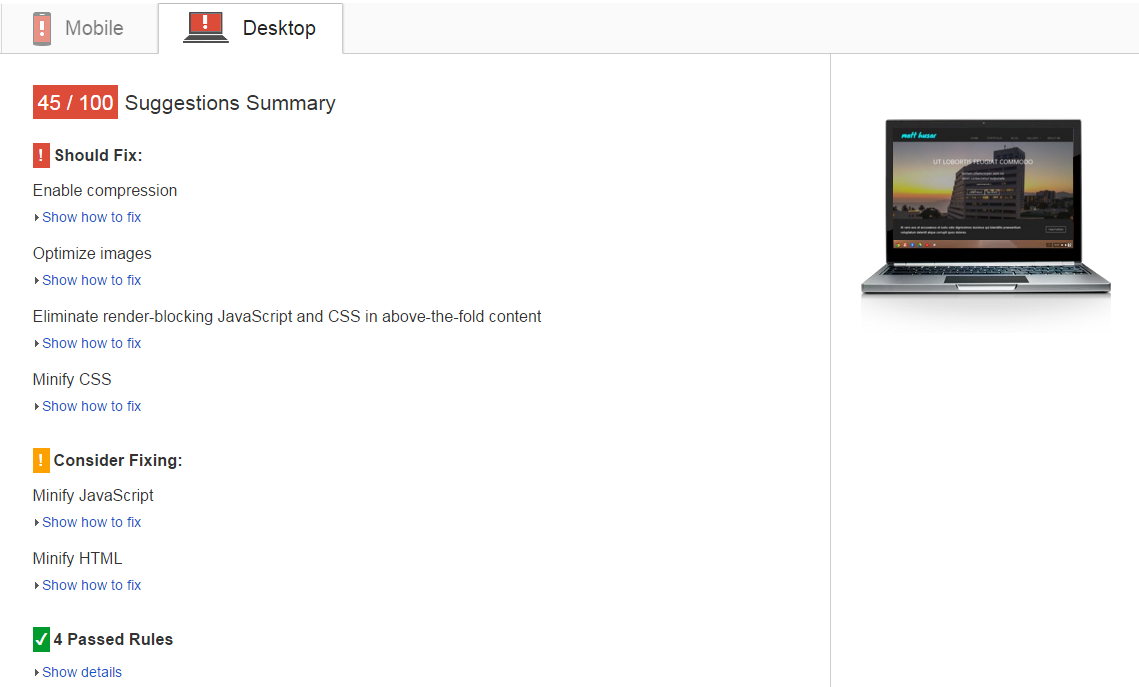 Mobile
Desktop
45 / 100 Suggestions Summary
! Should Fix:
Enable compression
Show how to fix
Optimize images
Show how to fix
Eliminate render-blocking JavaScript and CSS in above-the-fold content
Show how to fix
Minify CSS
Show how to fix
! Consider Fixing:
Minify JavaScript
Show how to fix
Minify HTML
Show how to fix
4 Passed Rules
Show details
matt husar
UT LOBORTIS FEUGIAT COMMODO